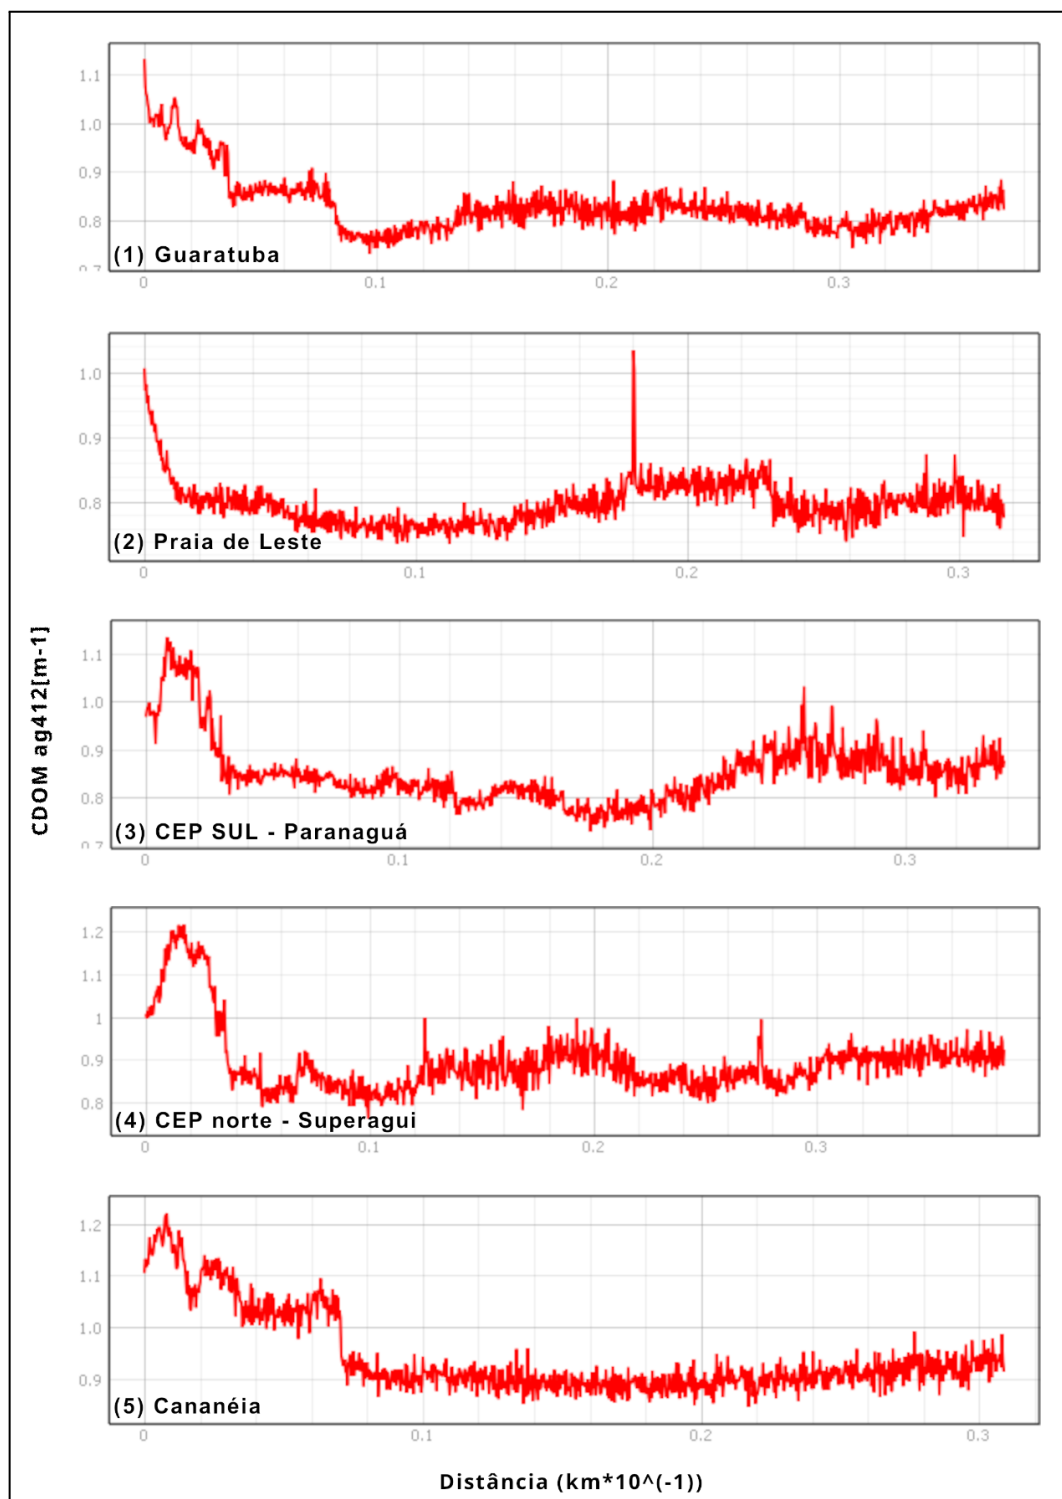 1.1
1.0
0.9
0.8
0.7
(1) Guaratuba
0 0.1 0.2 0.3
1.0
0.9
0.8
(2) Praia de Leste
0 0.1 0.2 0.3
CDOM ag412[m-1]
1.1
1.0
0.9
0.8
0.7
(3) CEP SUL - Paranaguá
0 0.1 0.2 0.3
1.2
1.1
1
0.9
0.8
(4) CEP norte - Superagui
0 0.1 0.2 0.3
1.2
1.1
1.0
0.9
(5) Cananéia
0 0.1 0.2 0.3
Distância (km*10^(-1))